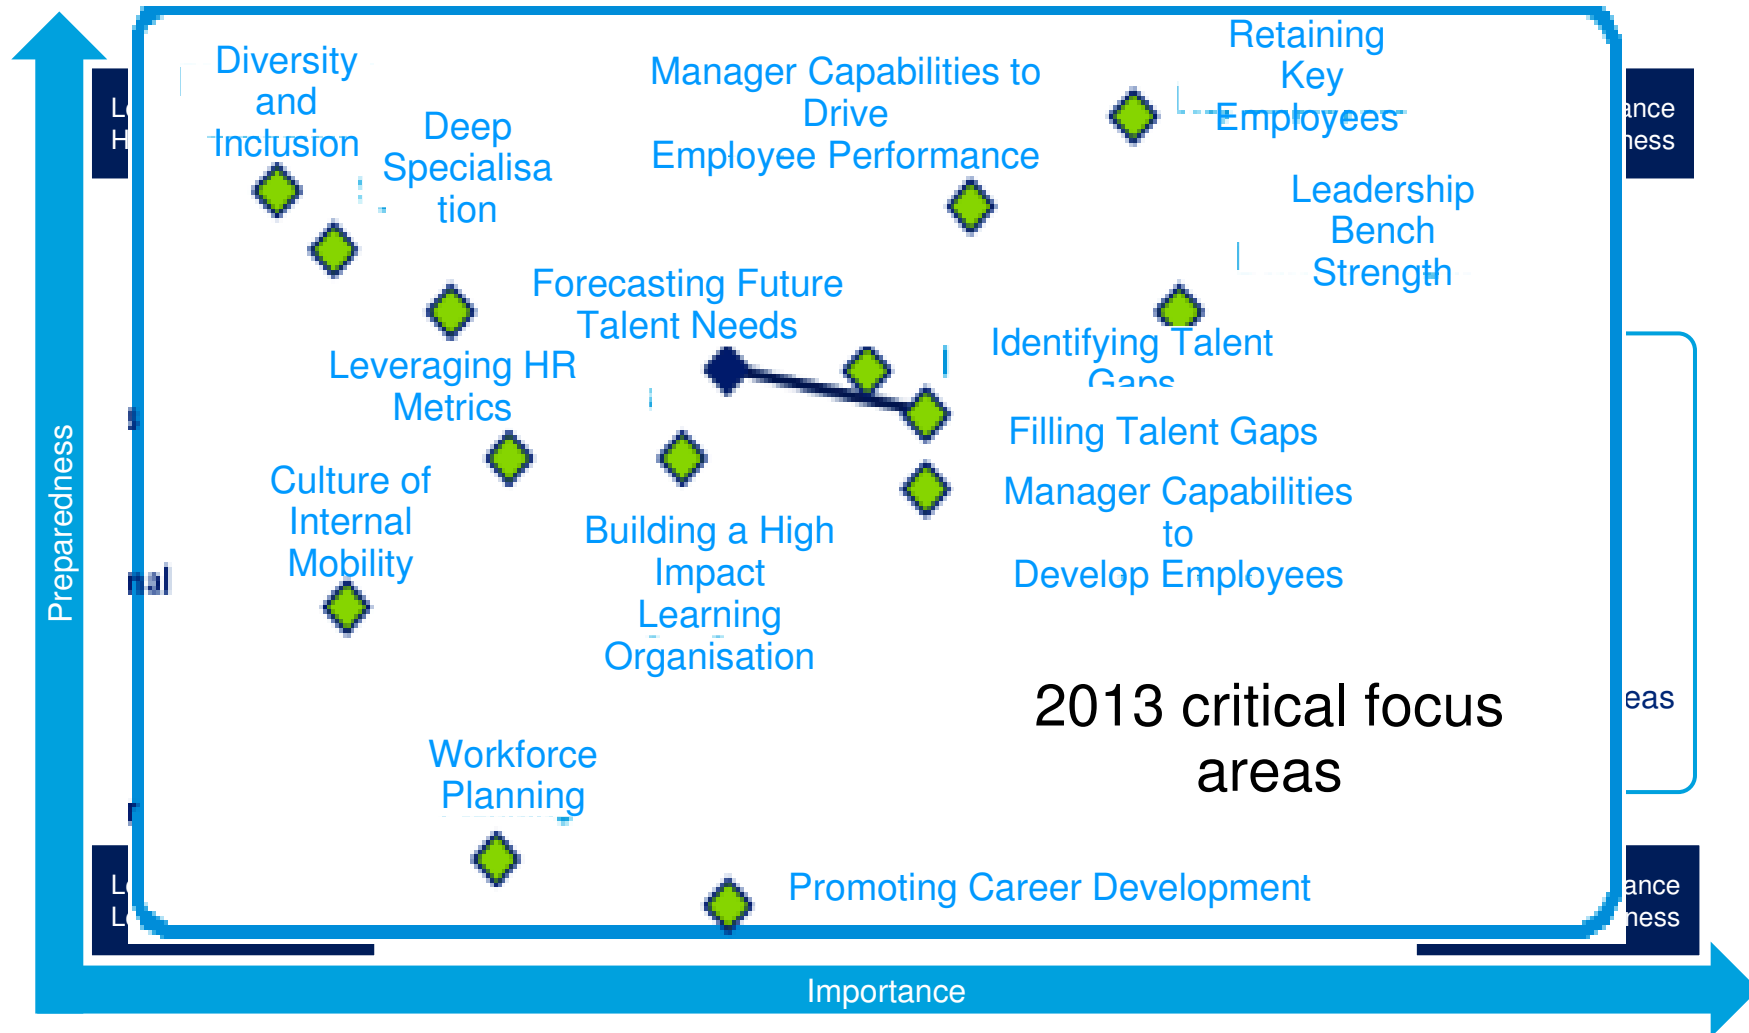 Diversity
and
Inclusion
Deep
Specialisa
tion
Manager Capabilities to
Drive
Employee Performance
Retaining
Key
Employees
Leadership
Bench
Strength
Forecasting Future
Talent Needs
Identifying Talent
Gaps
Leveraging HR
Metrics
Filling Talent Gaps
Manager Capabilities
to
Develop Employees
Culture of
Internal
Mobility
Building a High
Impact
Learning
Organisation
2013 critical focus
areas
Workforce
Planning
Promoting Career Development
Preparedness
Importance